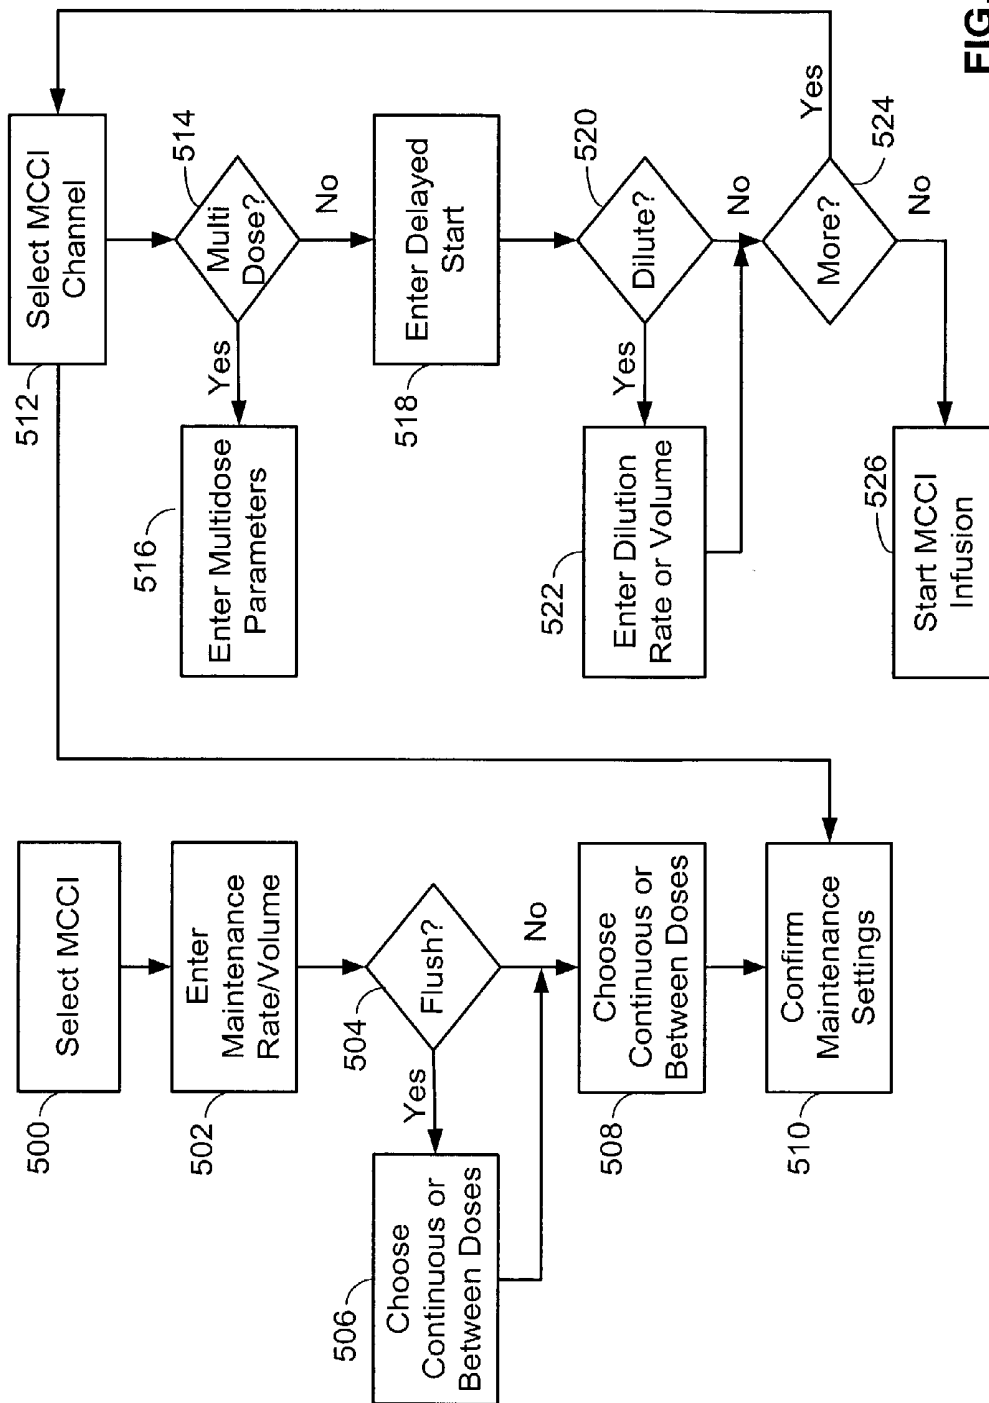 500
Select MCCI
502
Enter
Maintenance
Rate/Volume
504
Flush?
Yes
No
506
Choose
Continuous or
Between Doses
508
Choose
Continuous or
Between Doses
510
Confirm
Maintenance
Settings
512
Select MCCI
Channel
514
Multi
Dose?
Yes
No
516
Enter Multidose
Parameters
518
Enter Delayed
Start
520
Dilute?
Yes
No
522
Enter Dilution
Rate or Volume
524
More?
Yes
No
526
Start MCCI
Infusion
FIG.